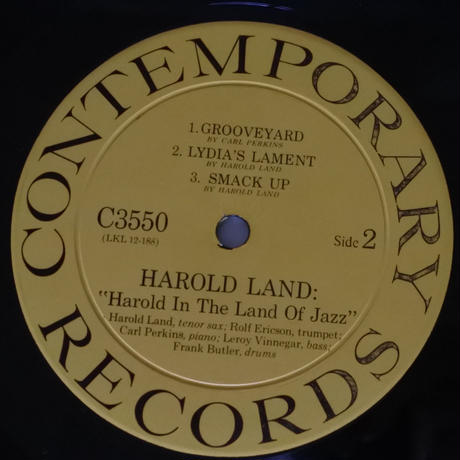 CONTEMPORARY
RECORDS
1. GROOVEYARD
BY CARL PERKINS
2. LYDIA'S LAMENT
BY HAROLD LAND
3. SMACK UP
BY HAROLD LAND
C3550
(LKL 12-188)
Side 2
HAROLD LAND:
"Harold In The Land Of Jazz"
Harold Land, tenor sax; Rolf Ericson, trumpet;
Carl Perkins, piano; Leroy Vinnegar, bass;
Frank Butler, drums